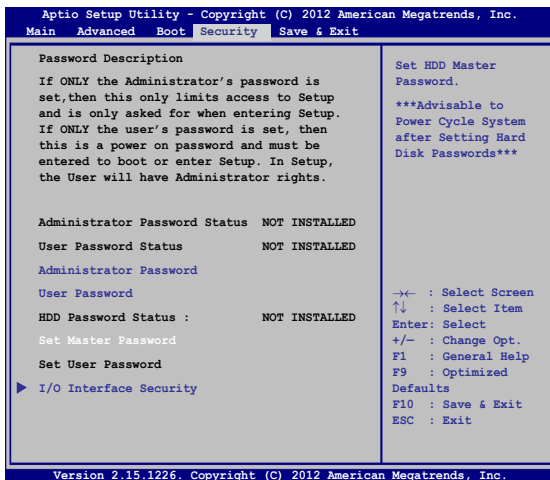 Aptio Setup Utility - Copyright (C) 2012 American Megatrends, Inc.
Main Advanced Boot Security Save & Exit
Password Description
If ONLY the Administrator's password is
set,then this only limits access to Setup
and is only asked for when entering Setup.
If ONLY the user's password is set, then
this is a power on password and must be
entered to boot or enter Setup. In Setup,
the User will have Administrator rights.
Administrator Password Status NOT INSTALLED
User Password Status NOT INSTALLED
Administrator Password
User Password
HDD Password Status : NOT INSTALLED
Set Master Password
Set User Password
I/O Interface Security
Set HDD Master
Password.
***Advisable to
Power Cycle System
after Setting Hard
Disk Passwords***
→← : Select Screen
↑↓ : Select Item
Enter: Select
+/— : Change Opt.
F1 : General Help
F9 : Optimized
Defaults
F10 : Save & Exit
ESC : Exit
Version 2.15.1226. Copyright (C) 2012 American Megatrends, Inc.